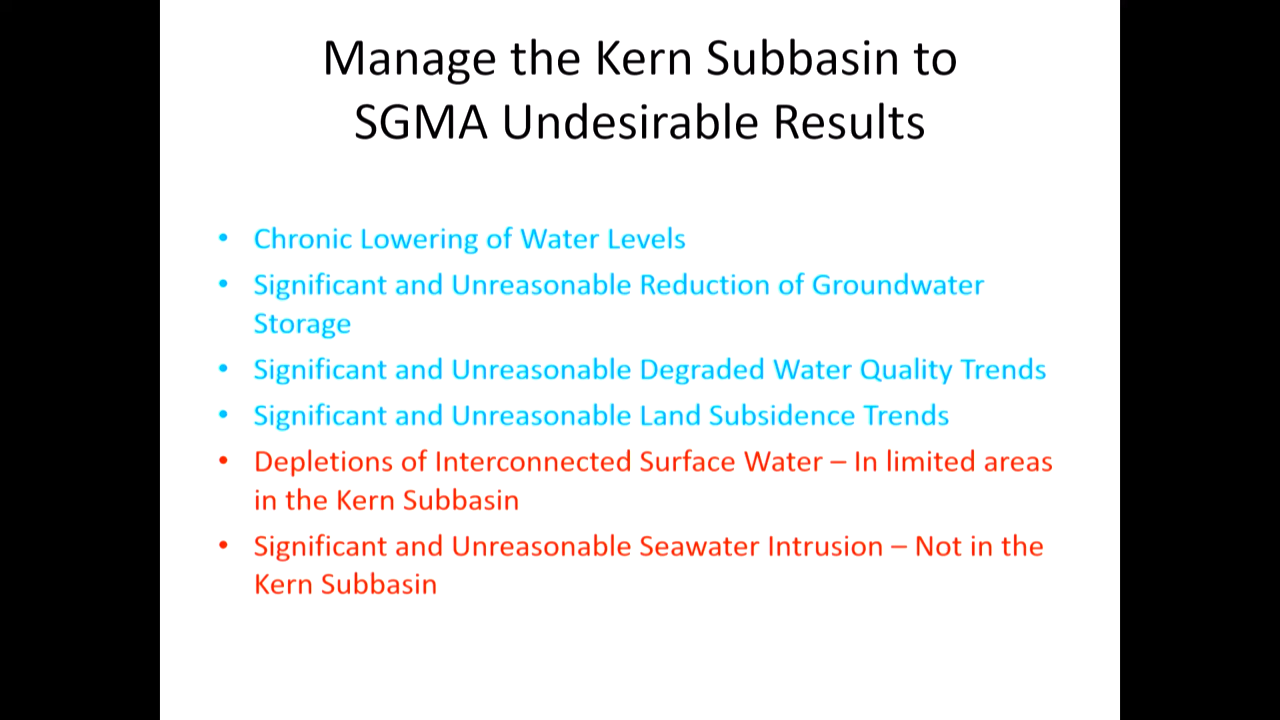 Manage the Kern Subbasin to
SGMA Undesirable Results
• Chronic Lowering of Water Levels
• Significant and Unreasonable Reduction of Groundwater
Storage
• Significant and Unreasonable Degraded Water Quality Trends
• Significant and Unreasonable Land Subsidence Trends
• Depletions of Interconnected Surface Water – In limited areas
in the Kern Subbasin
• Significant and Unreasonable Seawater Intrusion – Not in the
Kern Subbasin